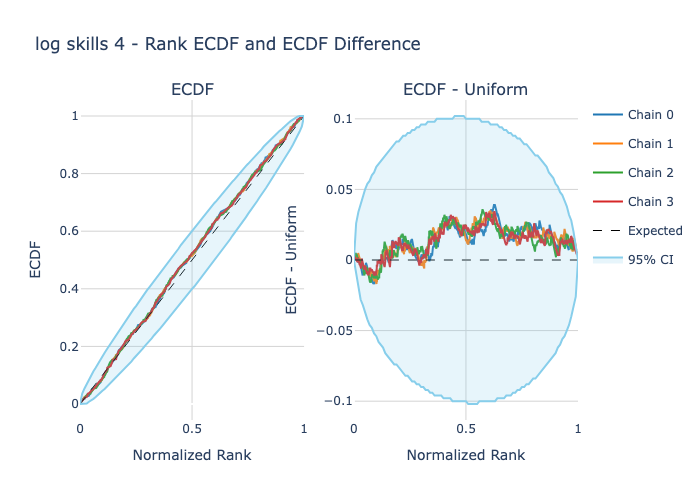 log skills 4 - Rank ECDF and ECDF Difference
ECDF
ECDF - Uniform
ECDF
1
0.8
0.6
0.4
0.2
0
0
0.5
1
Normalized Rank
ECDF - Uniform
0.1
0.05
0
−0.05
−0.1
0
0.5
1
Normalized Rank
Chain 0
Chain 1
Chain 2
Chain 3
Expected
95% CI